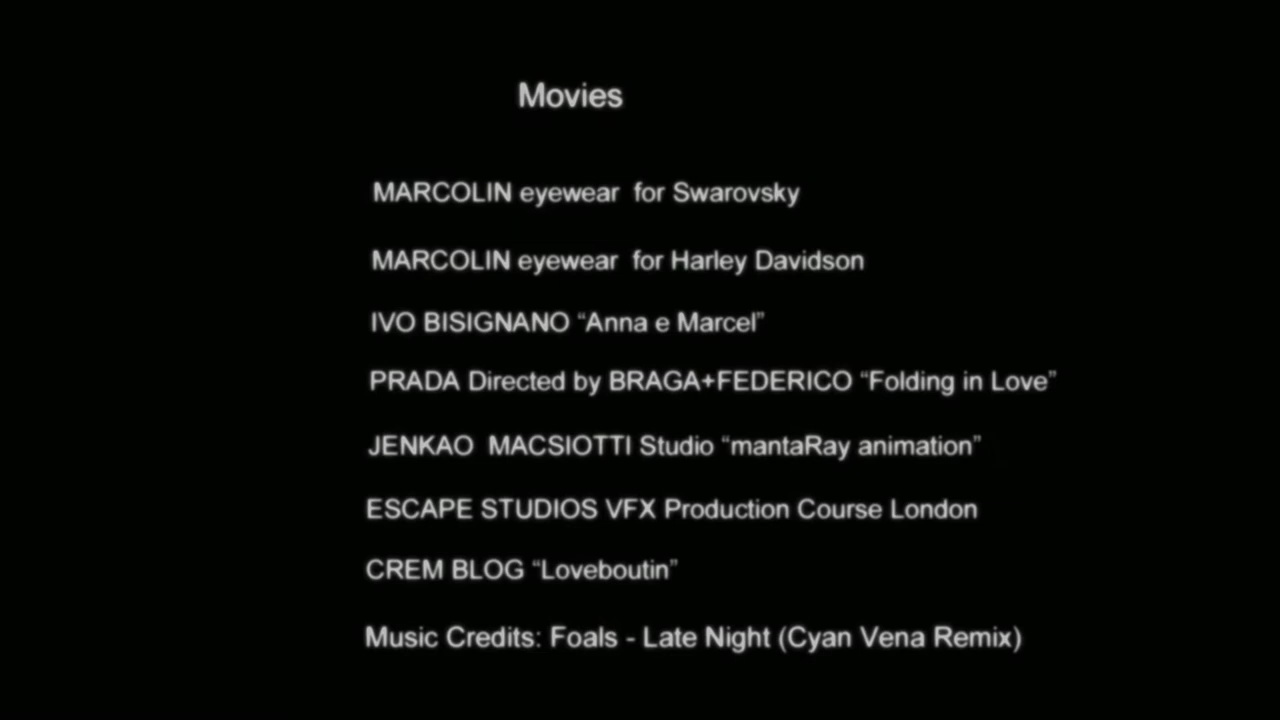 Movies
MARCOLIN eyewear  for Swarovsky
MARCOLIN eyewear  for Harley Davidson
IVO BISIGNANO “Anna e Marcel”
PRADA Directed by BRAGA+FEDERICO “Folding in Love”
JENKAO  MACSIOTTI Studio “mantaRay animation”
ESCAPE STUDIOS VFX Production Course London
CREM BLOG “Loveboutin”
Music Credits: Foals - Late Night (Cyan Vena Remix)